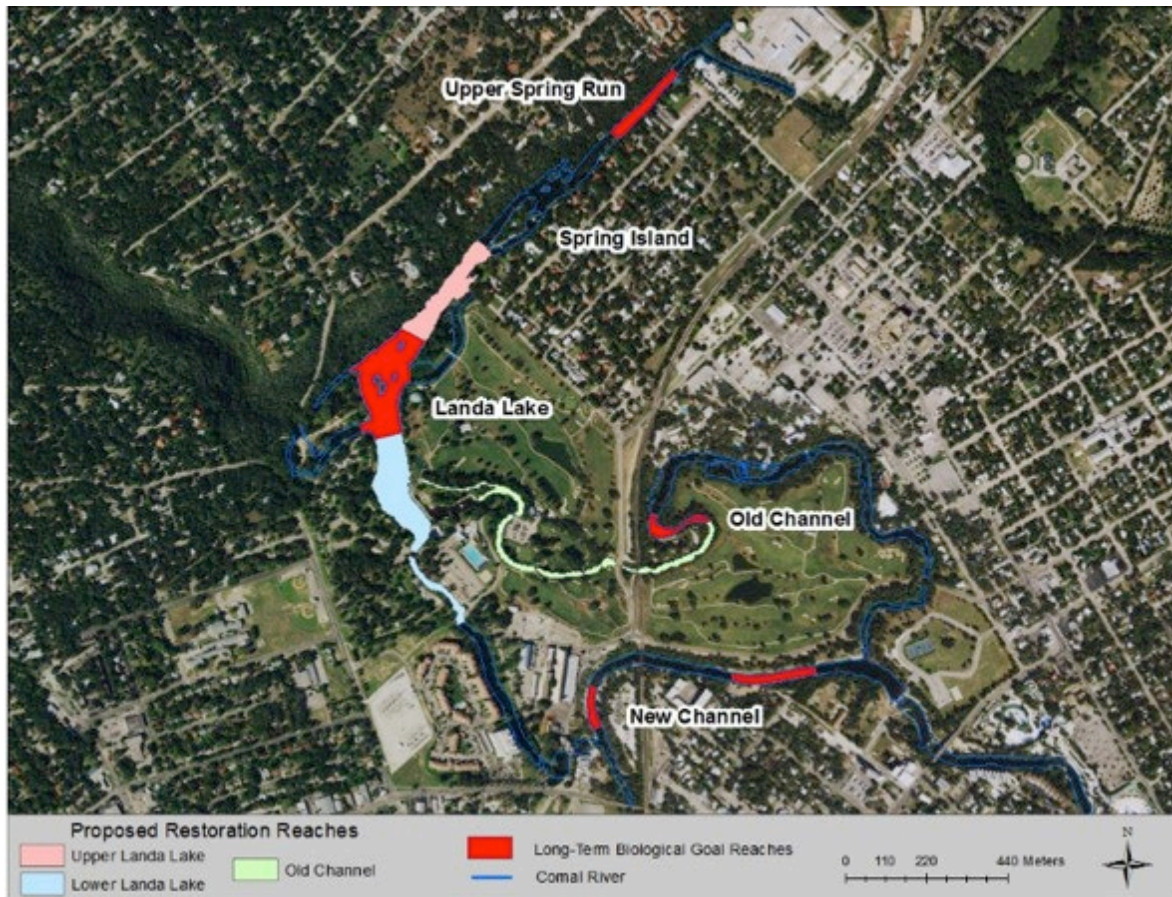 Upper Spring Run
Spring Island
Landa Lake
Old Channel
New Channel
Proposed Restoration Reaches
Upper Landa Lake
Lower Landa Lake
Old Channel
Long-Term Biological Goal Reaches
Comal River
0 110 220 440 Meters
N